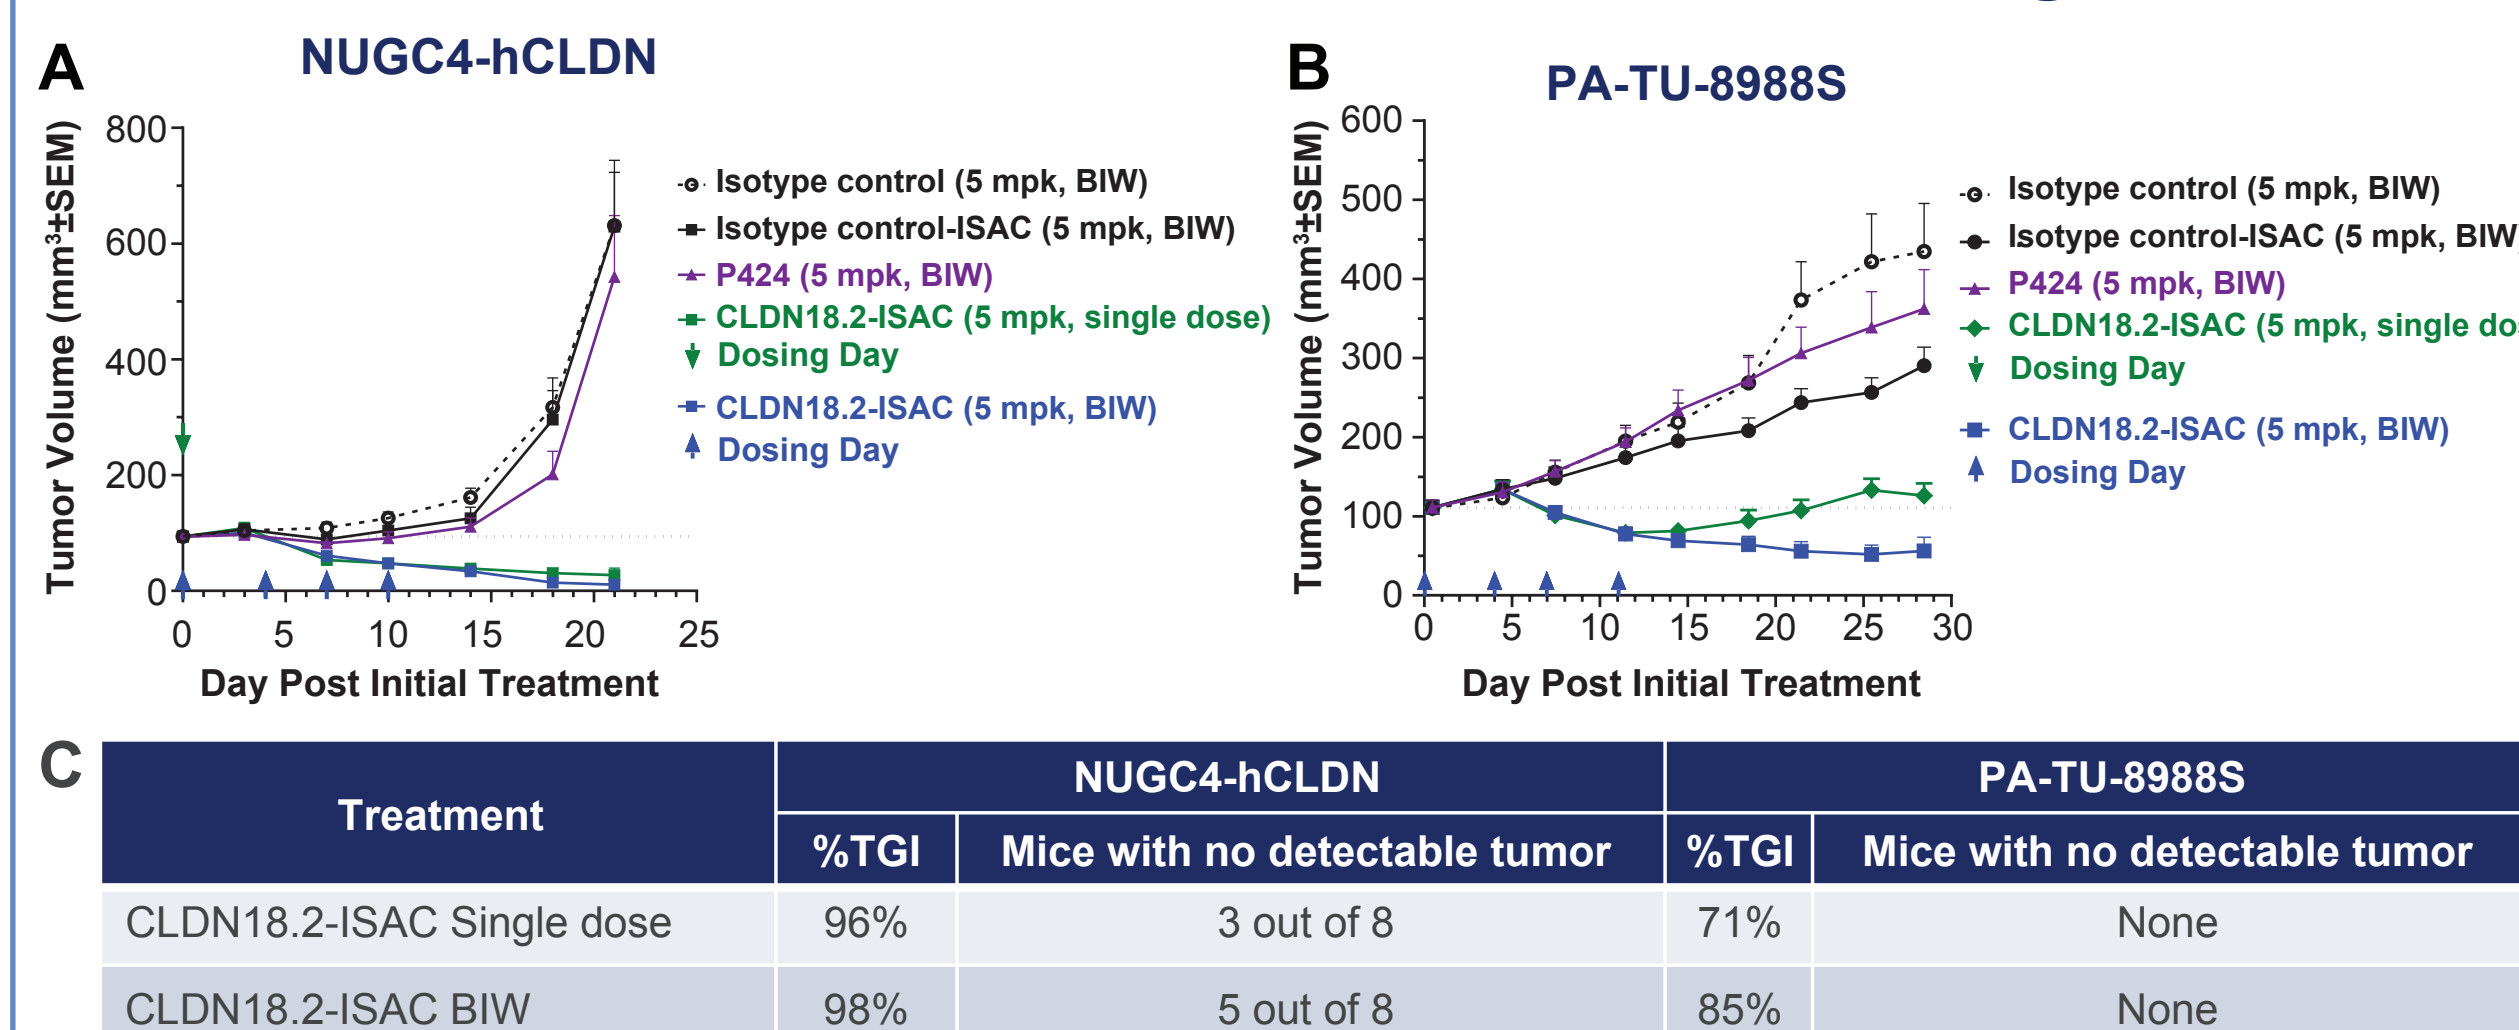 A
NUGC4-hCLDN
Tumor Volume (mm³±SEM)
800
600
400
200
0
0 5 10 15 20 25
Day Post Initial Treatment
Isotype control (5 mpk, BIW)
Isotype control-ISAC (5 mpk, BIW)
P424 (5 mpk, BIW)
CLDN18.2-ISAC (5 mpk, single dose)
Dosing Day
CLDN18.2-ISAC (5 mpk, BIW)
Dosing Day
B
PA-TU-8988S
Tumor Volume (mm³±SEM)
600
500
400
300
200
100
0
0 5 10 15 20 25 30
Day Post Initial Treatment
Isotype control (5 mpk, BIW)
Isotype control-ISAC (5 mpk, BIW
P424 (5 mpk, BIW)
CLDN18.2-ISAC (5 mpk, single do
Dosing Day
CLDN18.2-ISAC (5 mpk, BIW)
Dosing Day
C
Treatment NUGC4-hCLDN PA-TU-8988S
%TGI Mice with no detectable tumor %TGI Mice with no detectable tumor
CLDN18.2-ISAC Single dose 96% 3 out of 8 71% None
CLDN18.2-ISAC BIW 98% 5 out of 8 85% None